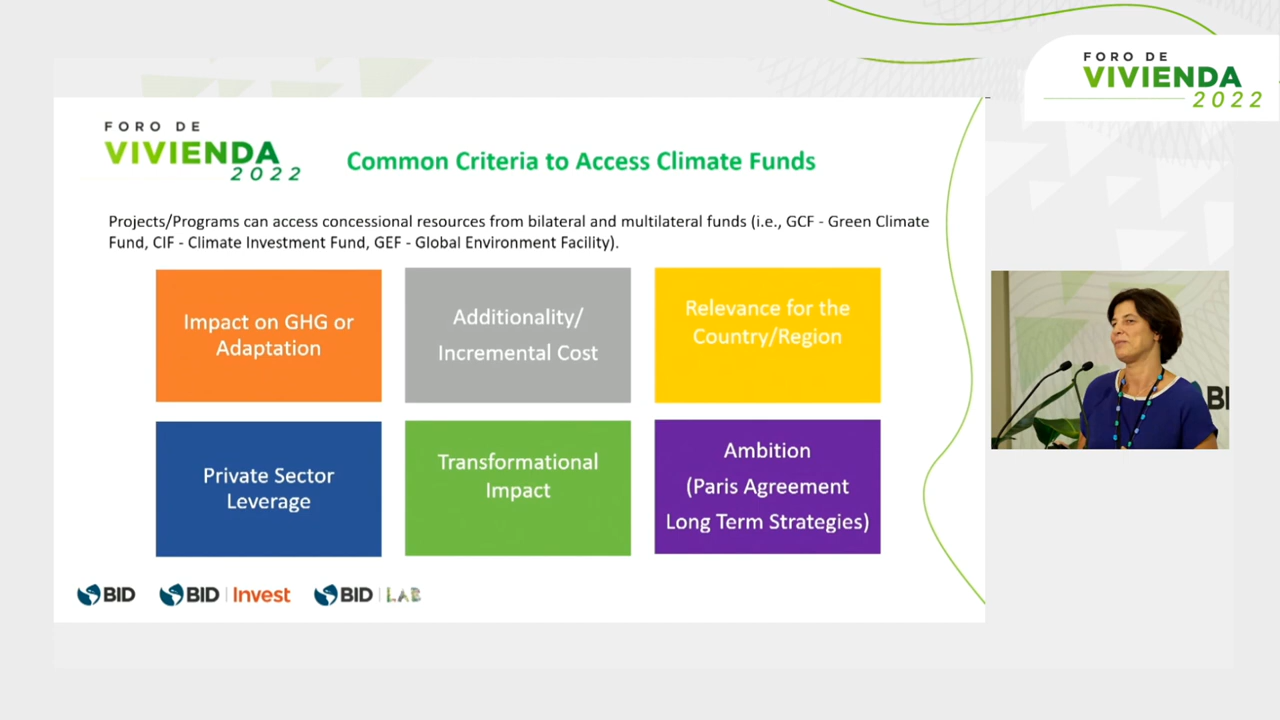 FORO DE
VIVIENDA
2022
FORO DE
VIVIENDA
2022
Common Criteria to Access Climate Funds
Projects/Programs can access concessional resources from bilateral and multilateral funds (i.e., GCF - Green Climate
Fund, CIF - Climate Investment Fund, GEF - Global Environment Facility).
Impact on GHG or
Adaptation
Additionality/
Incremental Cost
Relevance for the
Country/Region
Private Sector
Leverage
Transformational
Impact
Ambition
(Paris Agreement
Long Term Strategies)
BID
BID | Invest
BID | LAB
BI